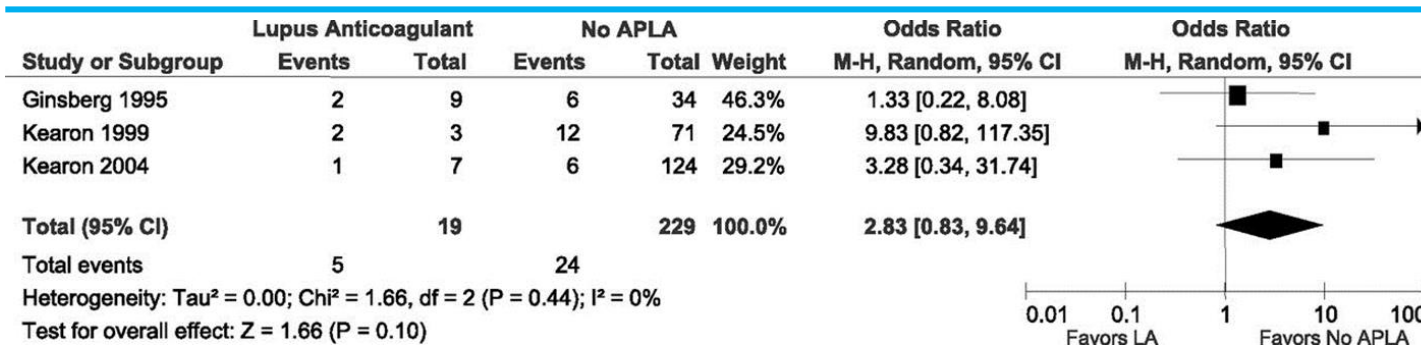 Lupus Anticoagulant No APLA Odds Ratio Odds Ratio
Study or Subgroup Events Total Events Total Weight M-H, Random, 95% CI M-H, Random, 95% CI
Ginsberg 1995 2 9 6 34 46.3% 1.33 [0.22, 8.08]
Kearon 1999 2 3 12 71 24.5% 9.83 [0.82, 117.35]
Kearon 2004 1 7 6 124 29.2% 3.28 [0.34, 31.74]
Total (95% CI) 19 229 100.0% 2.83 [0.83, 9.64]
Total events 5 24
Heterogeneity: Tau² = 0.00; Chi² = 1.66, df = 2 (P = 0.44); I² = 0%
Test for overall effect: Z = 1.66 (P = 0.10)
0.01 0.1 1 10 100
Favors LA Favors No APLA